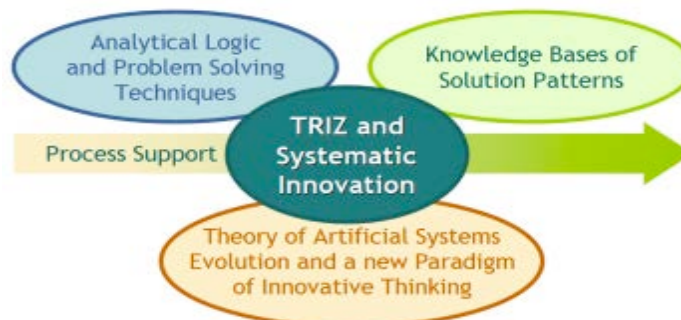 Analytical Logic
and Problem Solving
Techniques
Knowledge Bases of
Solution Patterns
Process Support
TRIZ and
Systematic
Innovation
Theory of Artificial Systems
Evolution and a new Paradigm
of Innovative Thinking